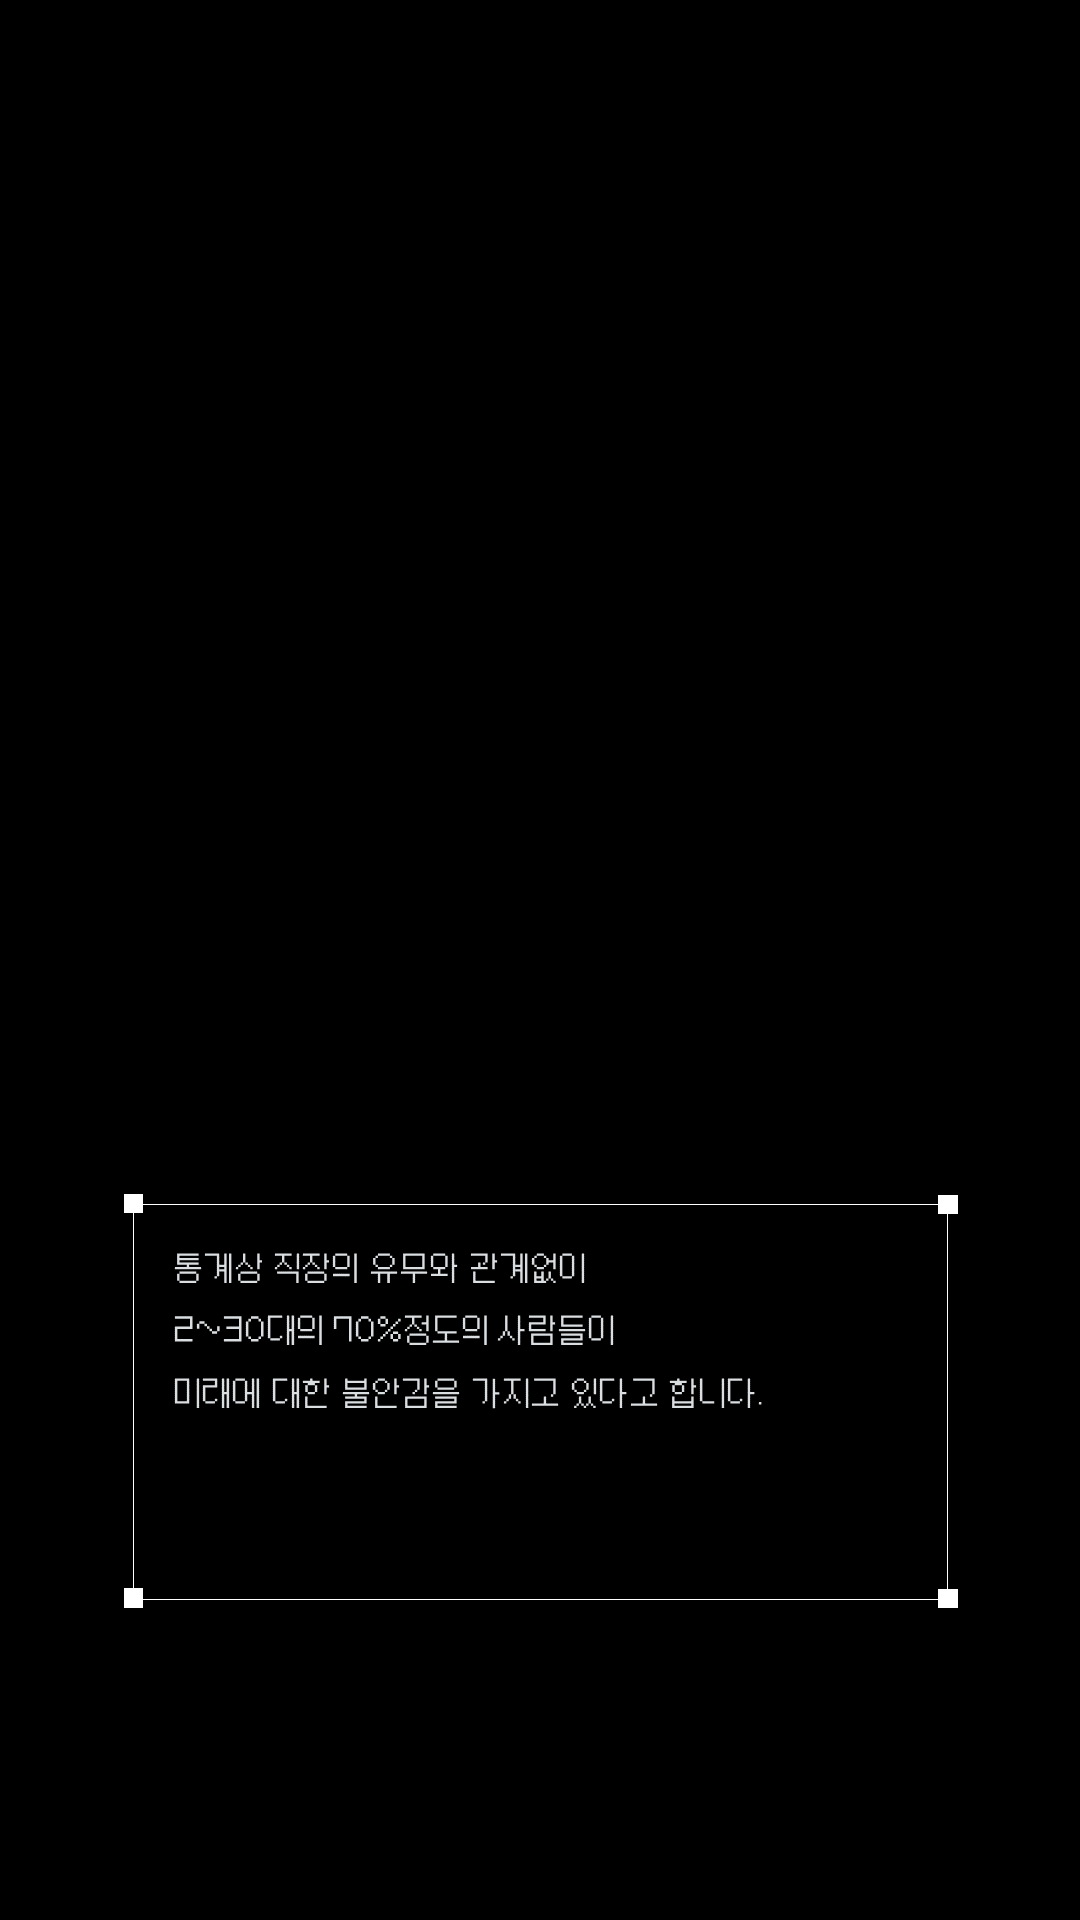 통계상 직장의 유무와 관계없이
2~30대의 70%정도의 사람들이
미래에 대한 불안감을 가지고 있다고 합니다.